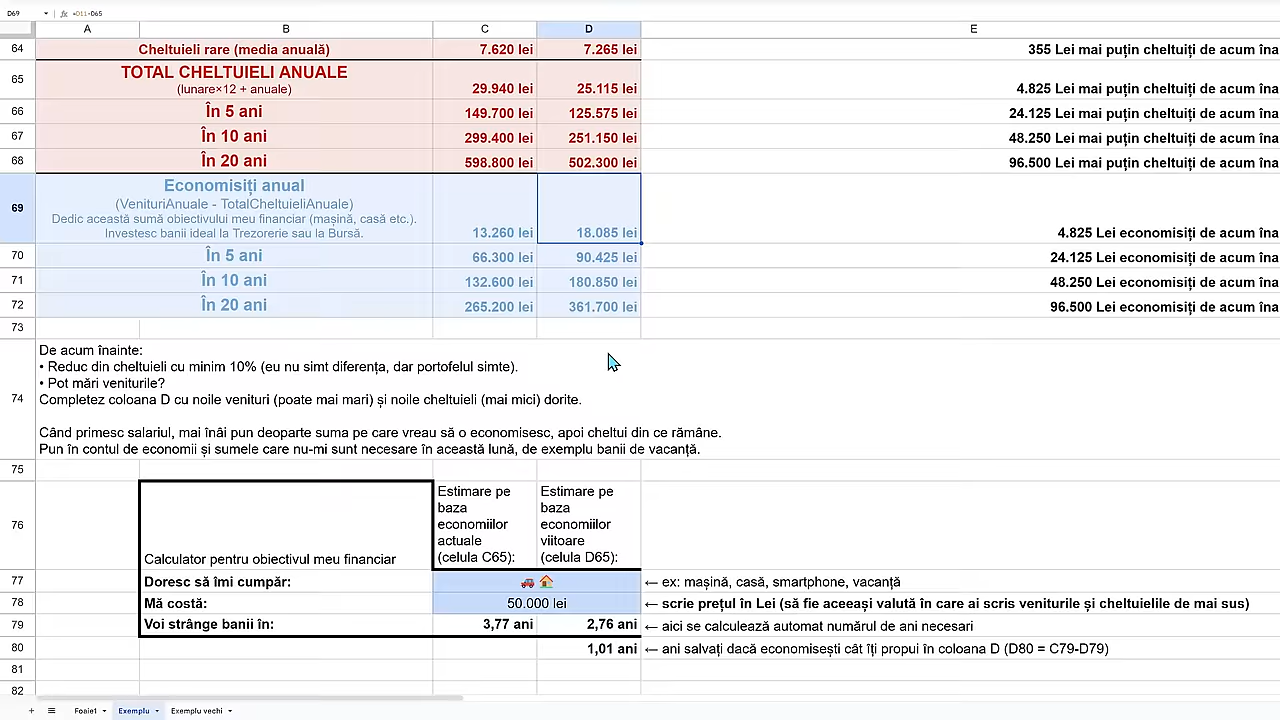 D69 fx =D11-D65
A B C D E
64 Cheltuieli rare (media anuală) 7.620 lei 7.265 lei 355 Lei mai puțin cheltuiți de acum îna
65 TOTAL CHELTUIELI ANUALE
(lunare×12 + anuale) 29.940 lei 25.115 lei 4.825 Lei mai puțin cheltuiți de acum îna
66 În 5 ani 149.700 lei 125.575 lei 24.125 Lei mai puțin cheltuiți de acum îna
67 În 10 ani 299.400 lei 251.150 lei 48.250 Lei mai puțin cheltuiți de acum îna
68 În 20 ani 598.800 lei 502.300 lei 96.500 Lei mai puțin cheltuiți de acum îna
Economisiți anual
69 (VenituriAnuale - TotalCheltuieliAnuale)
Dedic această sumă obiectivului meu financiar (mașină, casă etc.).
Investesc banii ideal la Trezorerie sau la Bursă. 13.260 lei 18.085 lei 4.825 Lei economisiți de acum îna
70 În 5 ani 66.300 lei 90.425 lei 24.125 Lei economisiți de acum îna
71 În 10 ani 132.600 lei 180.850 lei 48.250 Lei economisiți de acum îna
72 În 20 ani 265.200 lei 361.700 lei 96.500 Lei economisiți de acum îna
73
De acum înainte:
• Reduc din cheltuieli cu minim 10% (eu nu simt diferența, dar portofelul simte).
• Pot mări veniturile?
74 Completez coloana D cu noile venituri (poate mai mari) și noile cheltuieli (mai mici) dorite.
Când primesc salariul, mai înâi pun deoparte suma pe care vreau să o economisesc, apoi cheltui din ce rămâne.
Pun în contul de economii și sumele care nu-mi sunt necesare în această lună, de exemplu banii de vacanță.
75
76 Calculator pentru obiectivul meu financiar
Estimare pe
baza
economiilor
actuale
(celula C65):
Estimare pe
baza
economiilor
viitoare
(celula D65):
77 Doresc să îmi cumpăr: 🚗 🏠 ← ex: mașină, casă, smartphone, vacanță
78 Mă costă: 50.000 lei ← scrie prețul în Lei (să fie aceeași valută în care ai scris veniturile și cheltuielile de mai sus)
79 Voi strânge banii în: 3,77 ani 2,76 ani ← aici se calculează automat numărul de ani necesari
80 1,01 ani ← ani salvați dacă economisești cât îți propui în coloana D (D80 = C79-D79)
81
82
+ Foaie1 Exemplu Exemplu vechi